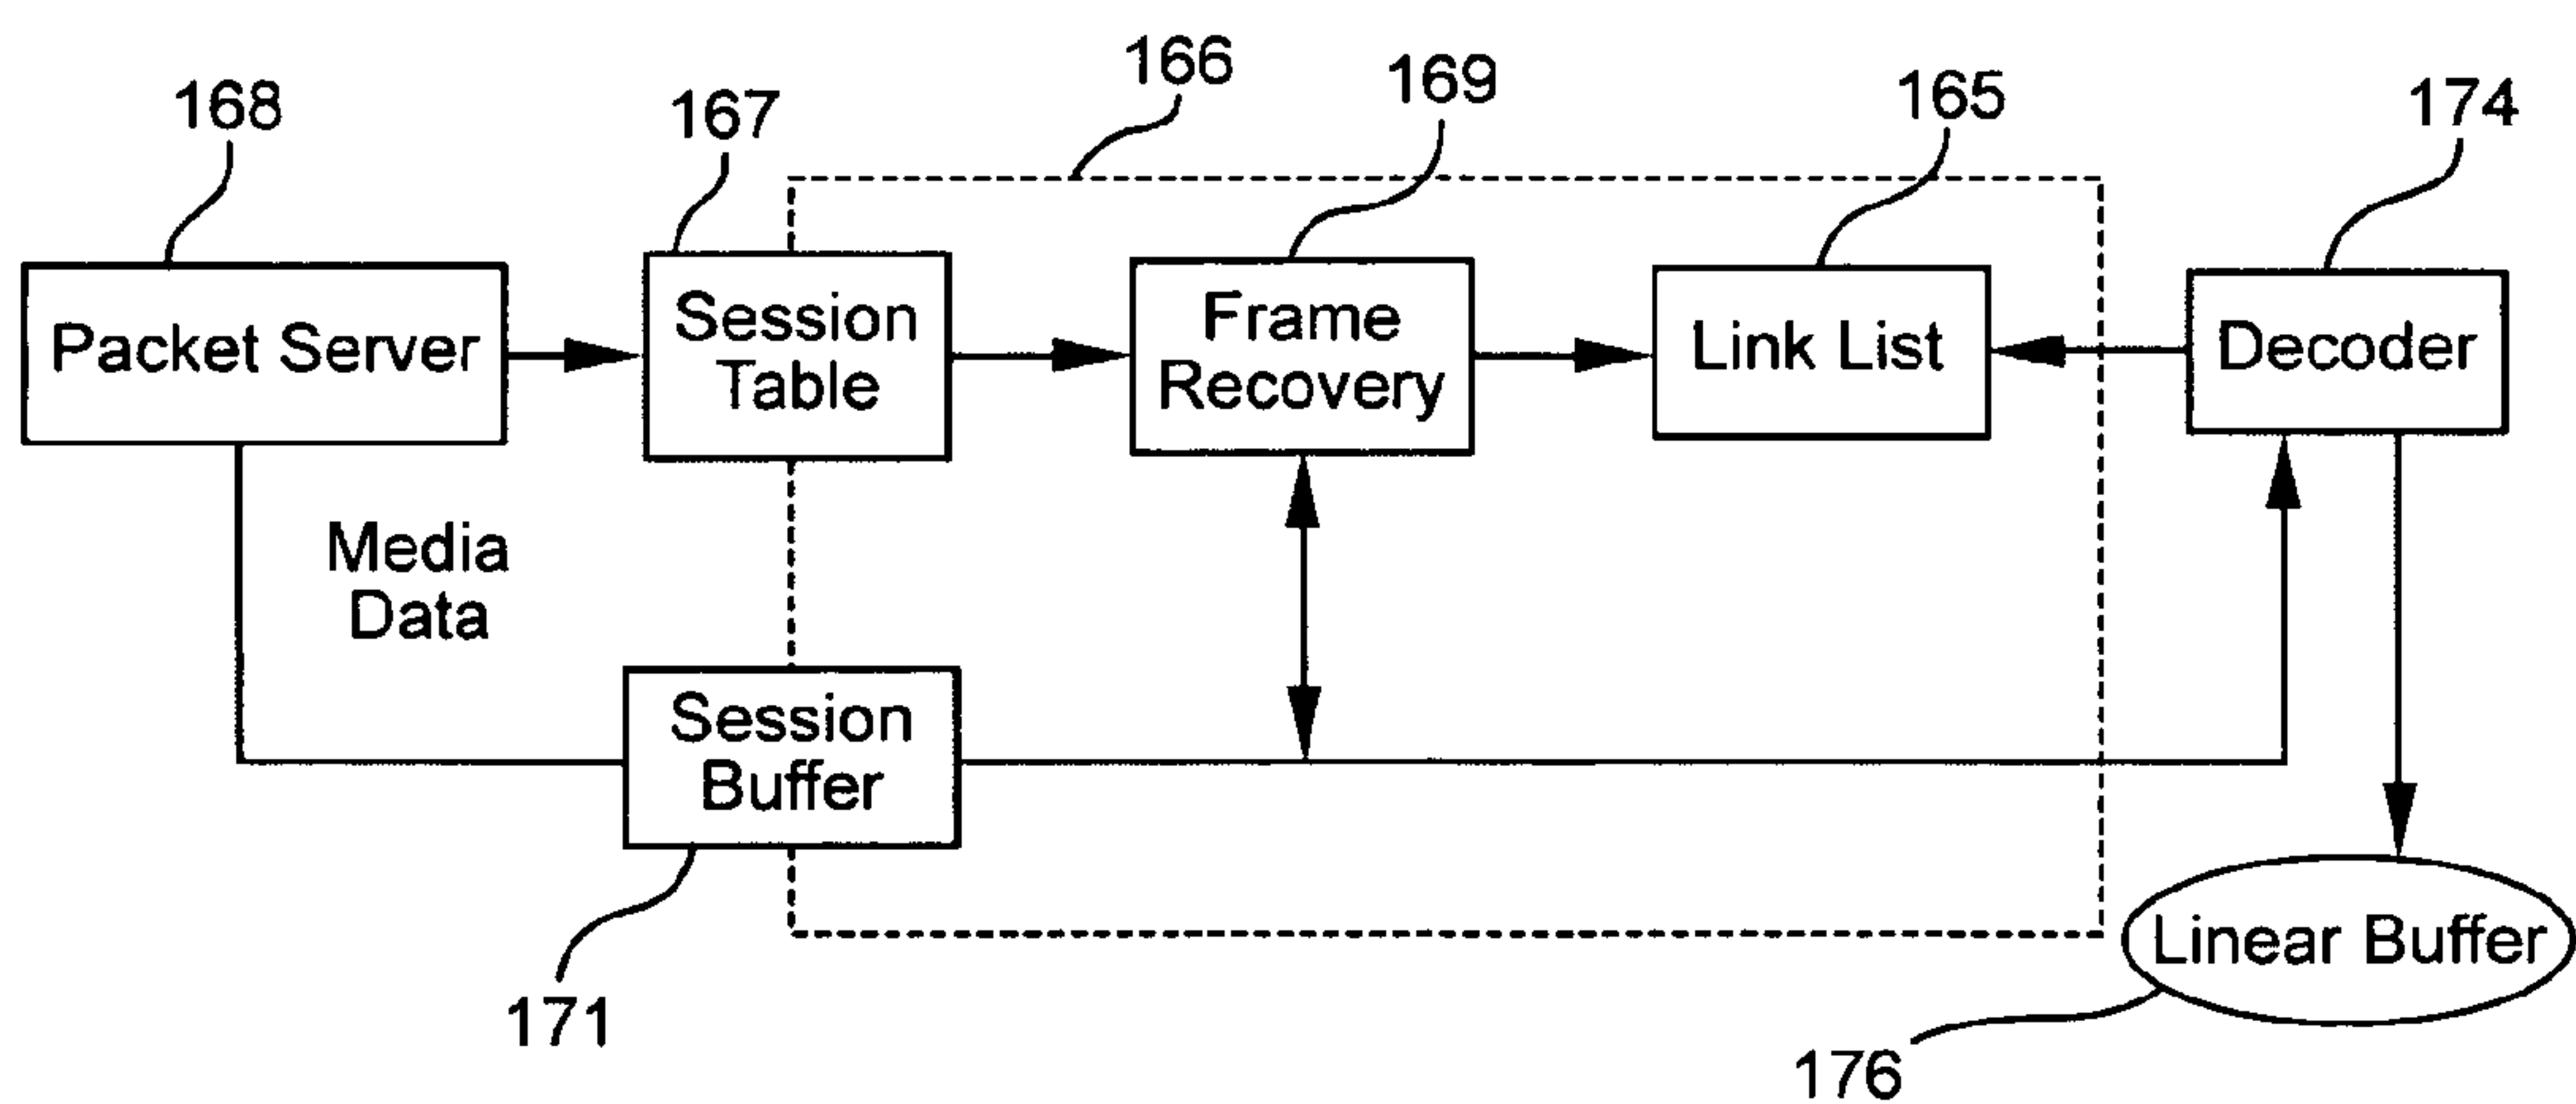 168
167
166
169
165
174
Packet Server
Session
Table
Frame
Recovery
Link List
Decoder
Media
Data
Session
Buffer
Linear Buffer
171
176